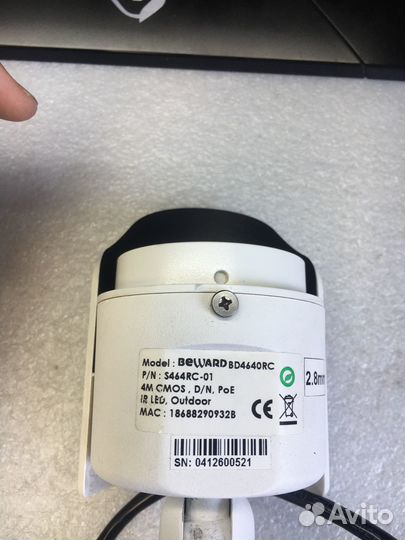 Model : BEWARD BD4640RC
P/N : S464RC-01
4M CMOS , D/N, PoE
IR LED, Outdoor
MAC : 18688290932B
CE
2.8mm
SN: 0412600521
Avito